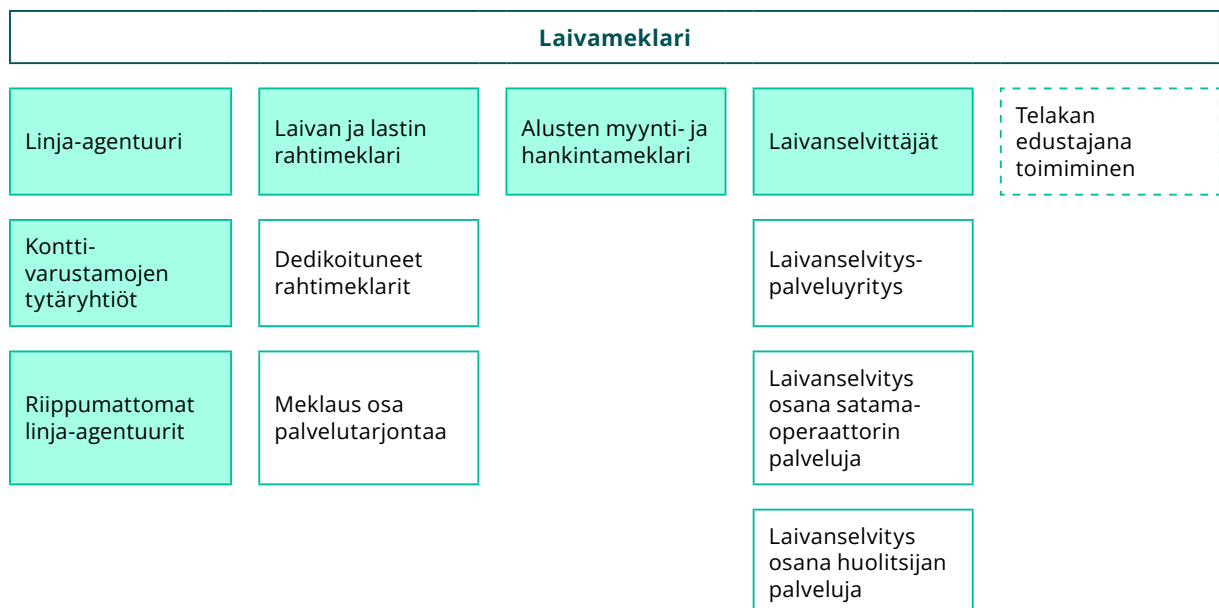 Laivameklari
Linja-agentuuri
Laivan ja lastin
rahtimeklari
Alusten myynti- ja
hankintameklari
Laivanselvittäjät
Telakan
edustajana
toimiminen
Kontti-
varustamojen
tytäryhtiöt
Dedikoituneet
rahtimeklarit
Laivanselvitys-
palveluyritys
Riippumattomat
linja-agentuurit
Meklaus osa
palvelutarjontaa
Laivanselvitys
osana satama-
operaattorin
palveluja
Laivanselvitys
osana huolitsijan
palveluja